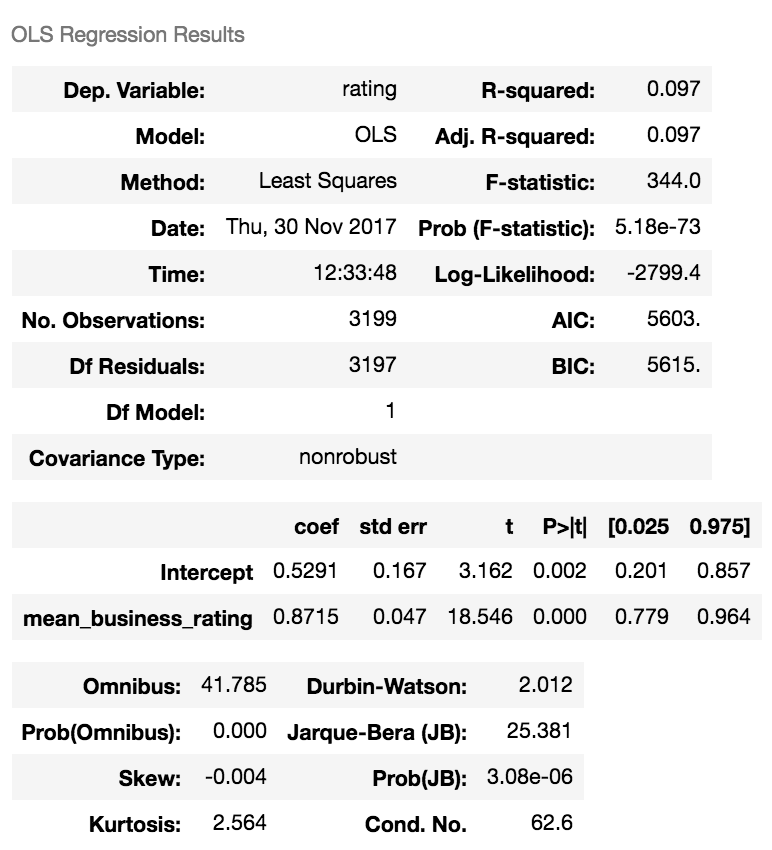 OLS Regression Results
Dep. Variable: rating R-squared: 0.097
Model: OLS Adj. R-squared: 0.097
Method: Least Squares F-statistic: 344.0
Date: Thu, 30 Nov 2017 Prob (F-statistic): 5.18e-73
Time: 12:33:48 Log-Likelihood: -2799.4
No. Observations: 3199 AIC: 5603.
Df Residuals: 3197 BIC: 5615.
Df Model: 1
Covariance Type: nonrobust
coef std err t P>|t| [0.025 0.975]
Intercept 0.5291 0.167 3.162 0.002 0.201 0.857
mean_business_rating 0.8715 0.047 18.546 0.000 0.779 0.964
Omnibus: 41.785 Durbin-Watson: 2.012
Prob(Omnibus): 0.000 Jarque-Bera (JB): 25.381
Skew: -0.004 Prob(JB): 3.08e-06
Kurtosis: 2.564 Cond. No. 62.6